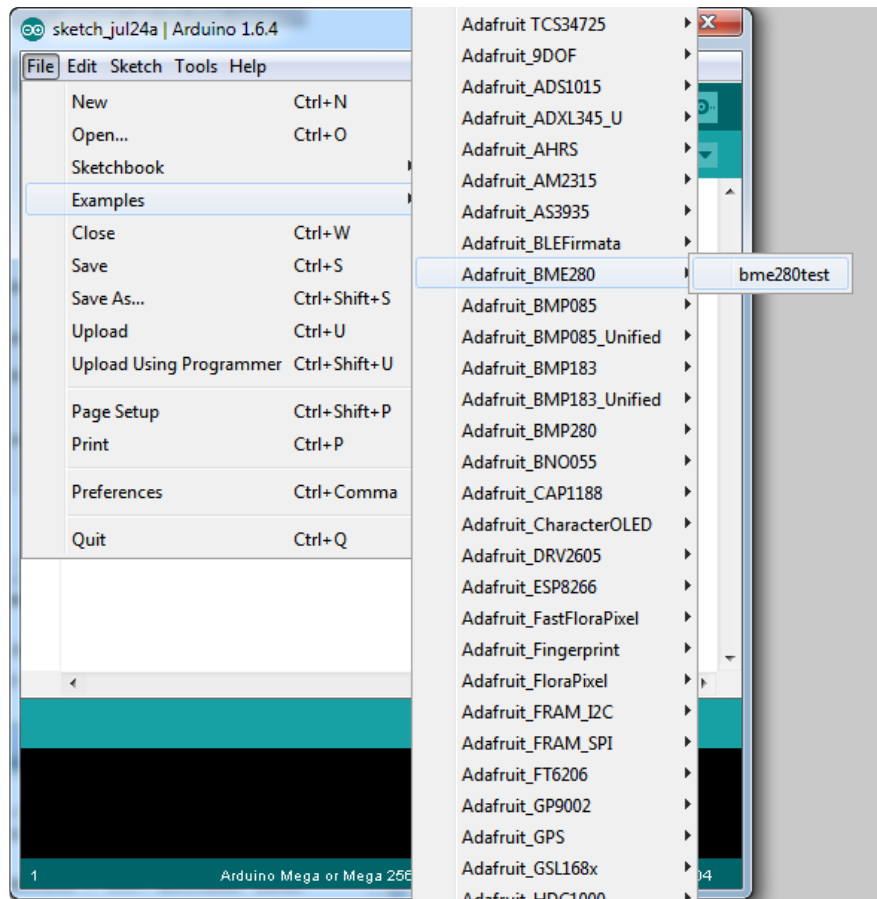 sketch_jul24a | Arduino 1.6.4
File Edit Sketch Tools Help
New Ctrl+N
Open... Ctrl+O
Sketchbook
Examples
Close Ctrl+W
Save Ctrl+S
Save As... Ctrl+Shift+S
Upload Ctrl+U
Upload Using Programmer Ctrl+Shift+U
Page Setup Ctrl+Shift+P
Print Ctrl+P
Preferences Ctrl+Comma
Quit Ctrl+Q
Adafruit TCS34725
Adafruit_9DOF
Adafruit_ADS1015
Adafruit_ADXL345_U
Adafruit_AHRS
Adafruit_AM2315
Adafruit_AS3935
Adafruit_BLEFirmata
Adafruit_BME280
Adafruit_BMP085
Adafruit_BMP085_Unified
Adafruit_BMP183
Adafruit_BMP183_Unified
Adafruit_BMP280
Adafruit_BNO055
Adafruit_CAP1188
Adafruit_CharacterOLED
Adafruit_DRV2605
Adafruit_ESP8266
Adafruit_FastFloraPixel
Adafruit_Fingerprint
Adafruit_FloraPixel
Adafruit_FRAM_I2C
Adafruit_FRAM_SPI
Adafruit_FT6206
Adafruit_GP9002
Adafruit_GPS
Adafruit_GSL168x
Adafruit_HDC1000
bme280test
1 Arduino Mega or Mega 256 04